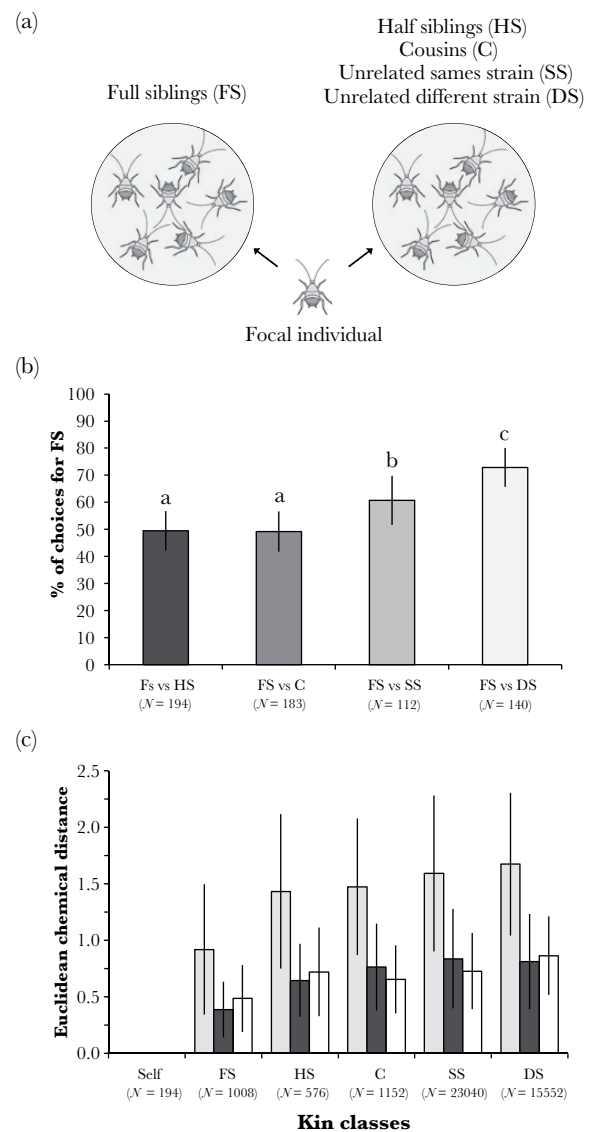 (a)
Half siblings (HS)
Cousins (C)
Unrelated sames strain (SS)
Unrelated different strain (DS)
Full siblings (FS)
Focal individual
(b)
% of choices for FS
100
90
80
70
60
50
40
30
20
10
0
a
a
b
c
Fs vs HS
(N = 194)
FS vs C
(N = 183)
FS vs SS
(N = 112)
FS vs DS
(N = 140)
(c)
Euclidean chemical distance
2.5
2.0
1.5
1.0
0.5
0.0
Self
(N = 194)
FS
(N = 1008)
HS
(N = 576)
C
(N = 1152)
SS
(N = 23040)
DS
(N = 15552)
Kin classes